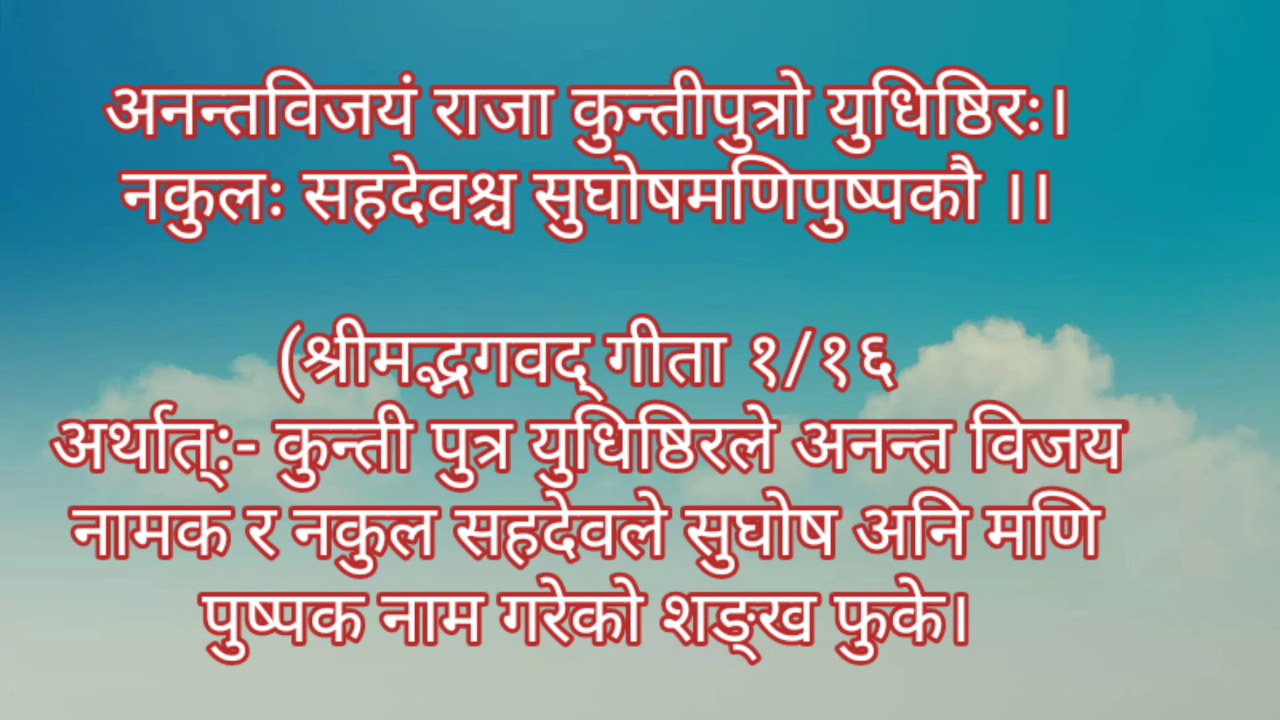 अनन्तविजयं राजा कुन्तीपुत्रो युधिष्ठिरः।
नकुलः सहदेवश्च सुघोषमणिपुष्पकौ ।।
(श्रीमद्भगवद् गीता १/१६
अर्थात्:- कुन्ती पुत्र युधिष्ठिरले अनन्त विजय
नामक र नकुल सहदेवले सुघोष अनि मणि
पुष्पक नाम गरेको शङ्ख फुके।